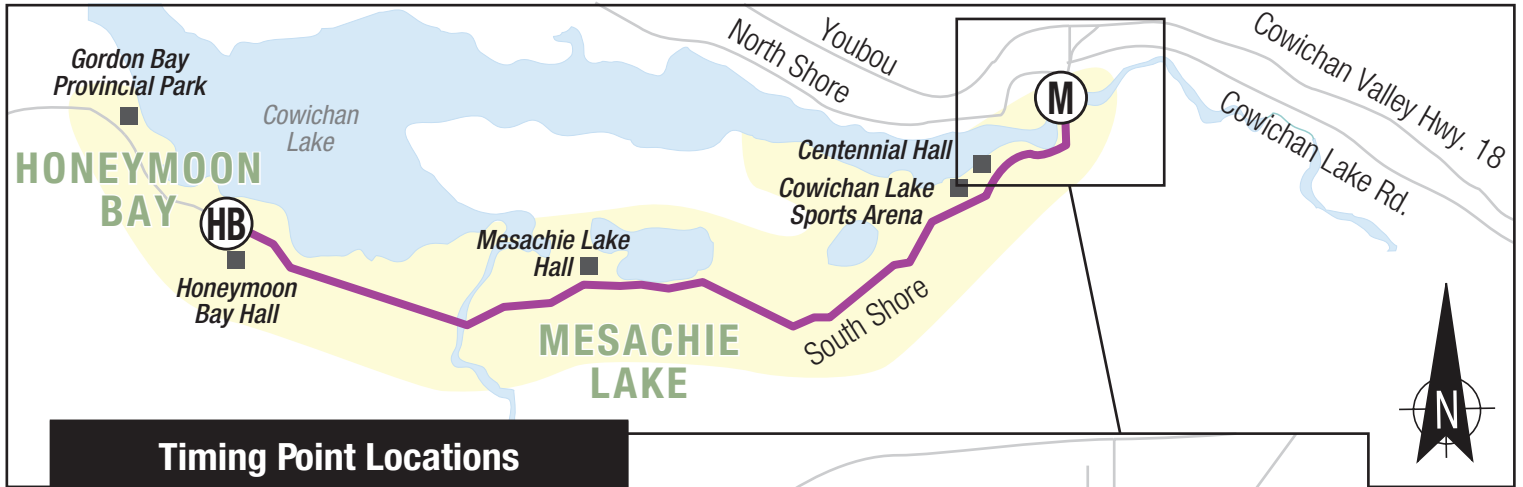 Gordon Bay
Provincial Park
Cowichan
Lake
HONEYMOON
BAY
HB
Honeymoon
Bay Hall
Mesachie Lake
Hall
MESACHIE
LAKE
South Shore
Centennial Hall
Cowichan Lake
Sports Arena
Youbou
North Shore
M
Cowichan Valley Hwy. 18
Cowichan Lake Rd.
N
Timing Point Locations